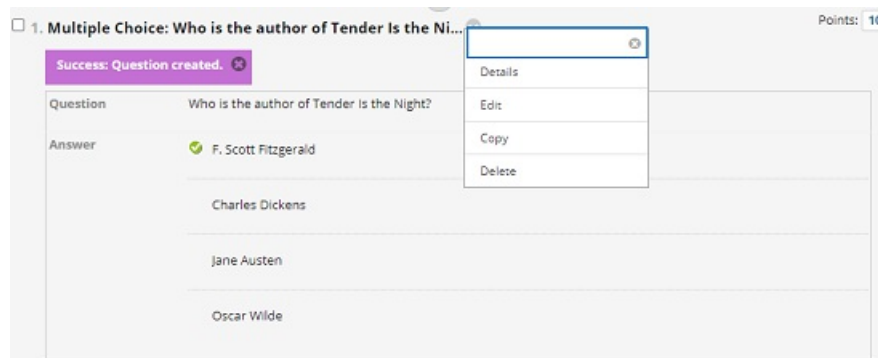 1. Multiple Choice: Who is the author of Tender Is the Ni...
Points: 10
Success: Question created.
Details
Question Who is the author of Tender Is the Night?
Edit
Copy
Answer F. Scott Fitzgerald
Delete
Charles Dickens
Jane Austen
Oscar Wilde